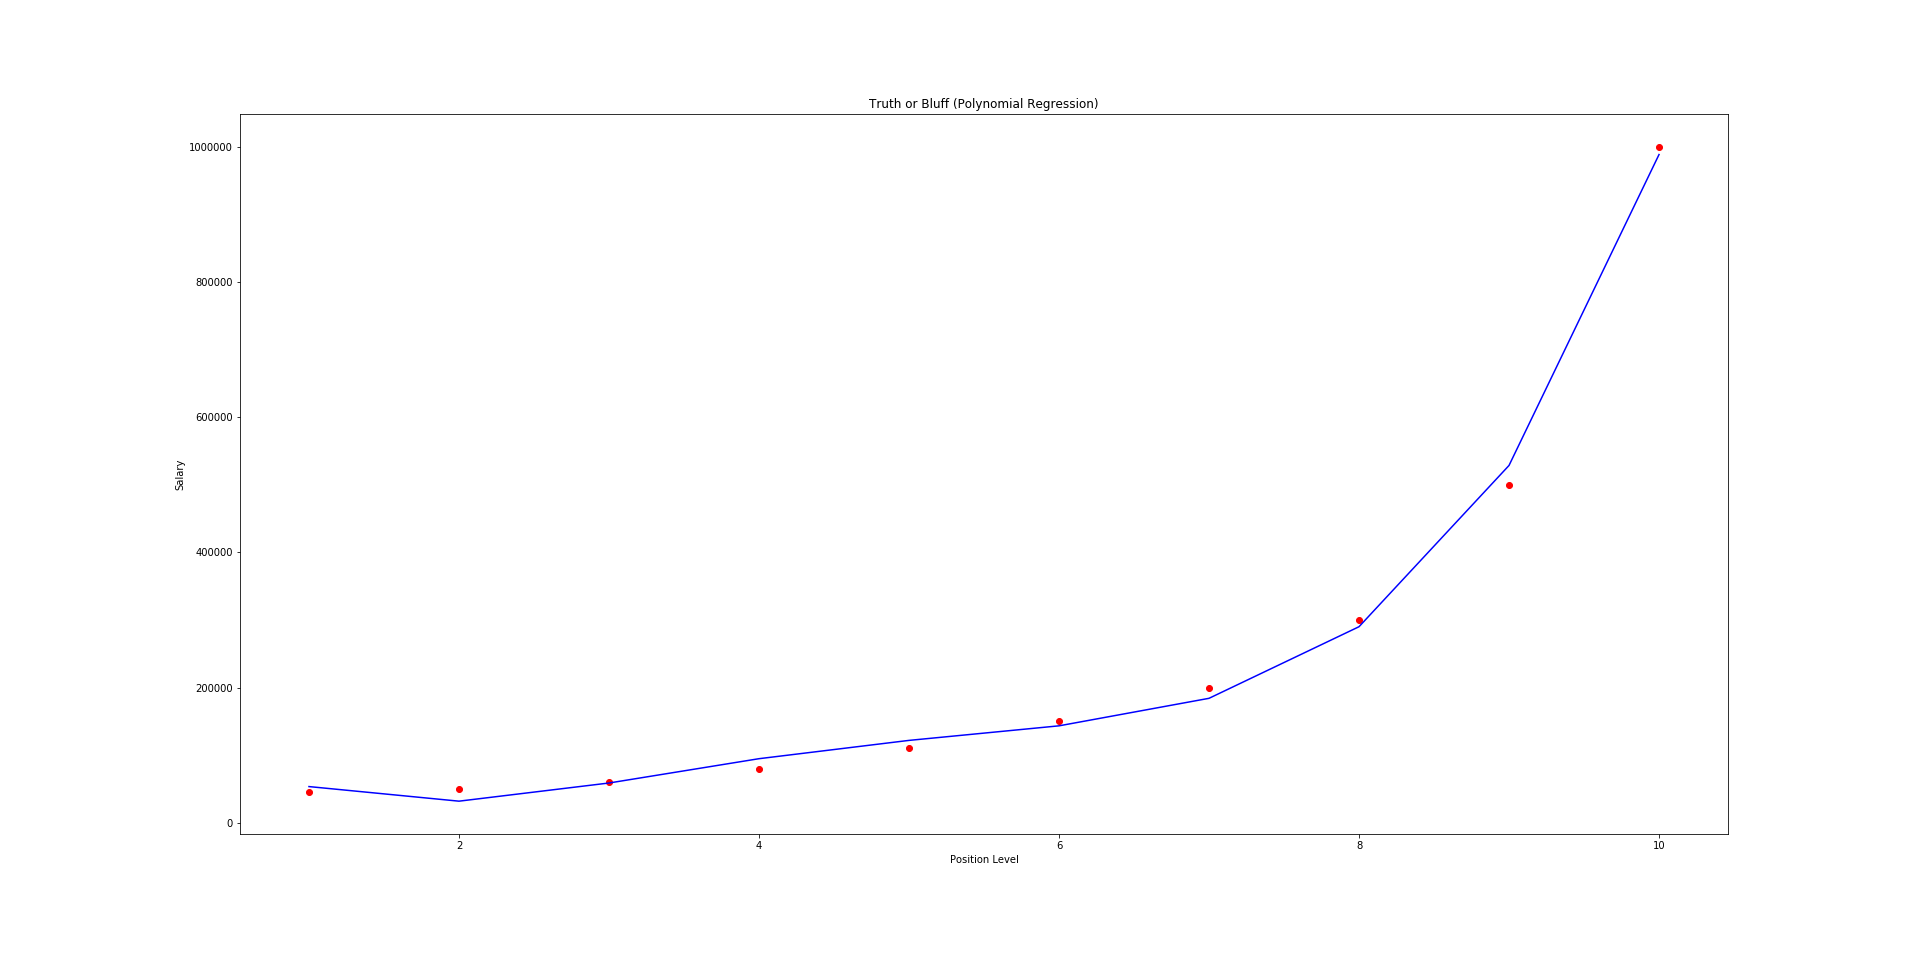 Truth or Bluff (Polynomial Regression)
1000000
800000
600000
400000
200000
0
Salary
2 4 6 8 10
Position Level